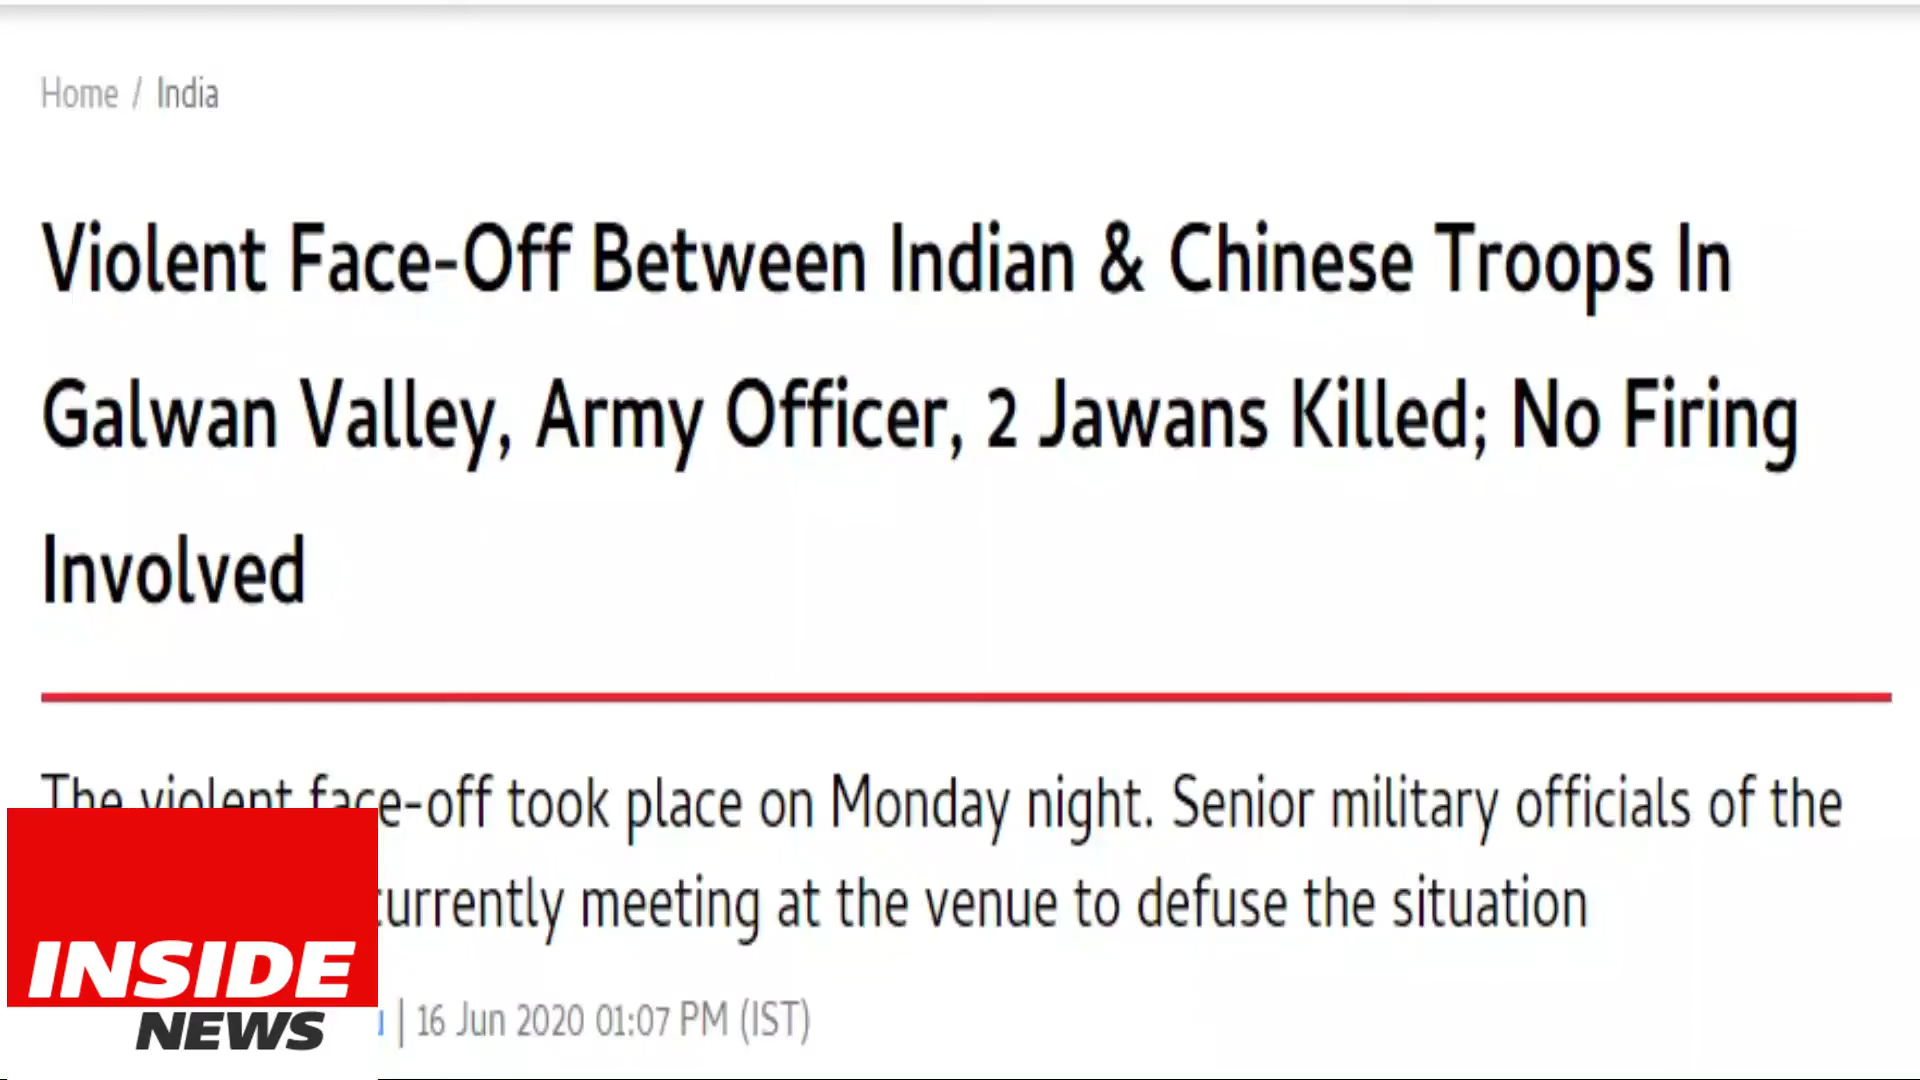 Home / India
Violent Face-Off Between Indian & Chinese Troops In
Galwan Valley, Army Officer, 2 Jawans Killed; No Firing
Involved
The violent face-off took place on Monday night. Senior military officials of the
currently meeting at the venue to defuse the situation
| 16 Jun 2020 01:07 PM (IST)
INSIDE
NEWS